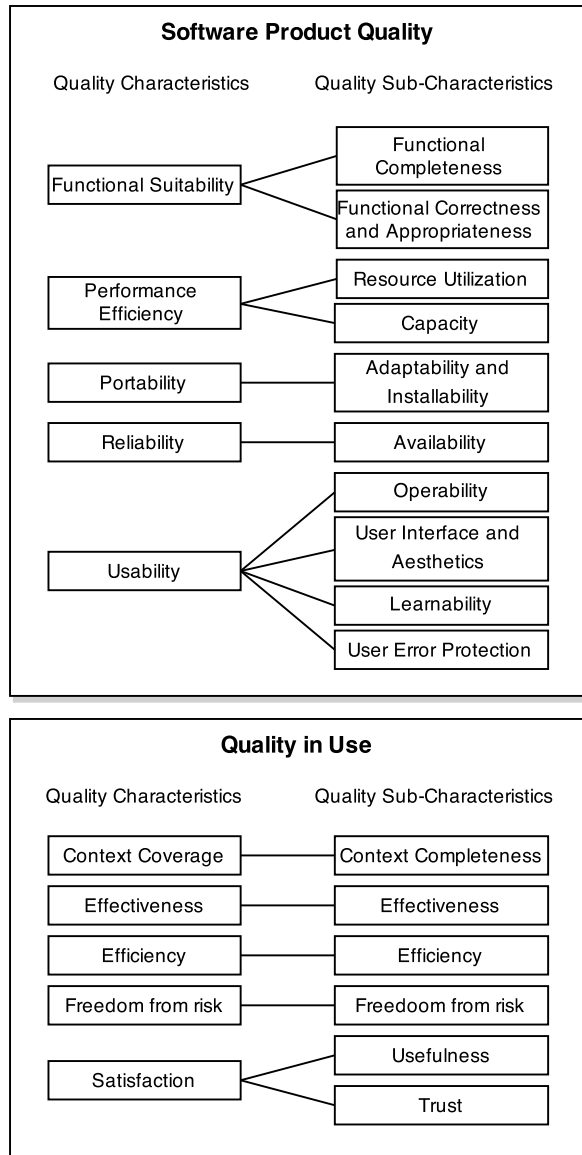 Software Product Quality
Quality Characteristics
Quality Sub-Characteristics
Functional Suitability
Functional
Completeness
Functional Correctness
and Appropriateness
Performance
Efficiency
Resource Utilization
Capacity
Portability
Adaptability and
Installability
Reliability
Availability
Usability
Operability
User Interface and
Aesthetics
Learnability
User Error Protection
Quality in Use
Quality Characteristics
Quality Sub-Characteristics
Context Coverage
Context Completeness
Effectiveness
Effectiveness
Efficiency
Efficiency
Freedom from risk
Freedoom from risk
Satisfaction
Usefulness
Trust